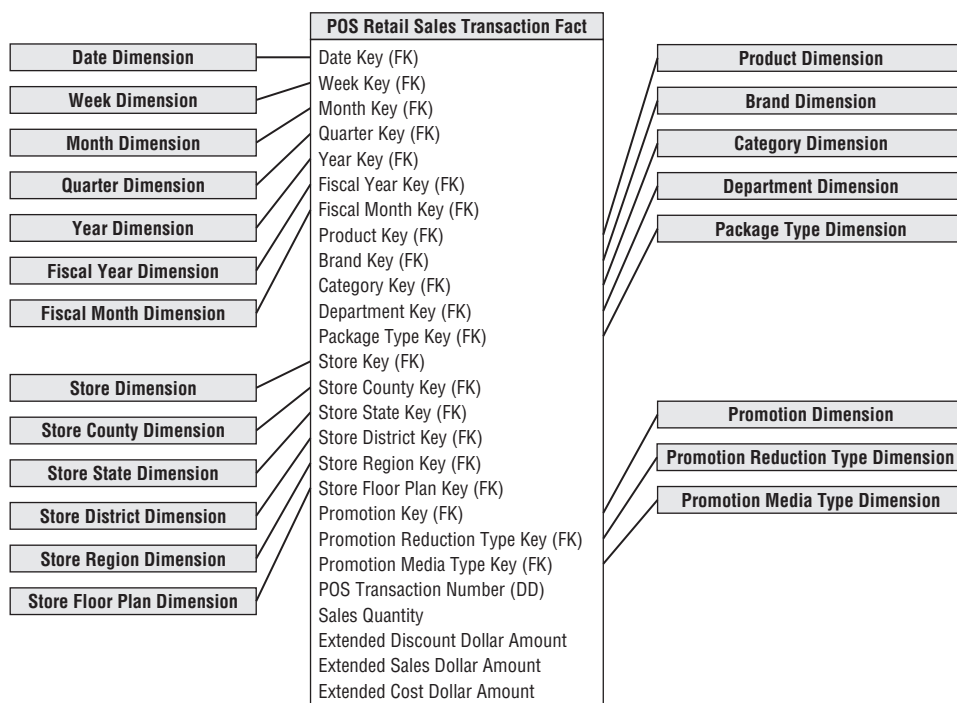 POS Retail Sales Transaction Fact
Date Key (FK)
Week Key (FK)
Month Key (FK)
Quarter Key (FK)
Year Key (FK)
Fiscal Year Key (FK)
Fiscal Month Key (FK)
Product Key (FK)
Brand Key (FK)
Category Key (FK)
Department Key (FK)
Package Type Key (FK)
Store Key (FK)
Store County Key (FK)
Store State Key (FK)
Store District Key (FK)
Store Region Key (FK)
Store Floor Plan Key (FK)
Promotion Key (FK)
Promotion Reduction Type Key (FK)
Promotion Media Type Key (FK)
POS Transaction Number (DD)
Sales Quantity
Extended Discount Dollar Amount
Extended Sales Dollar Amount
Extended Cost Dollar Amount
Date Dimension
Week Dimension
Month Dimension
Quarter Dimension
Year Dimension
Fiscal Year Dimension
Fiscal Month Dimension
Store Dimension
Store County Dimension
Store State Dimension
Store District Dimension
Store Region Dimension
Store Floor Plan Dimension
Product Dimension
Brand Dimension
Category Dimension
Department Dimension
Package Type Dimension
Promotion Dimension
Promotion Reduction Type Dimension
Promotion Media Type Dimension